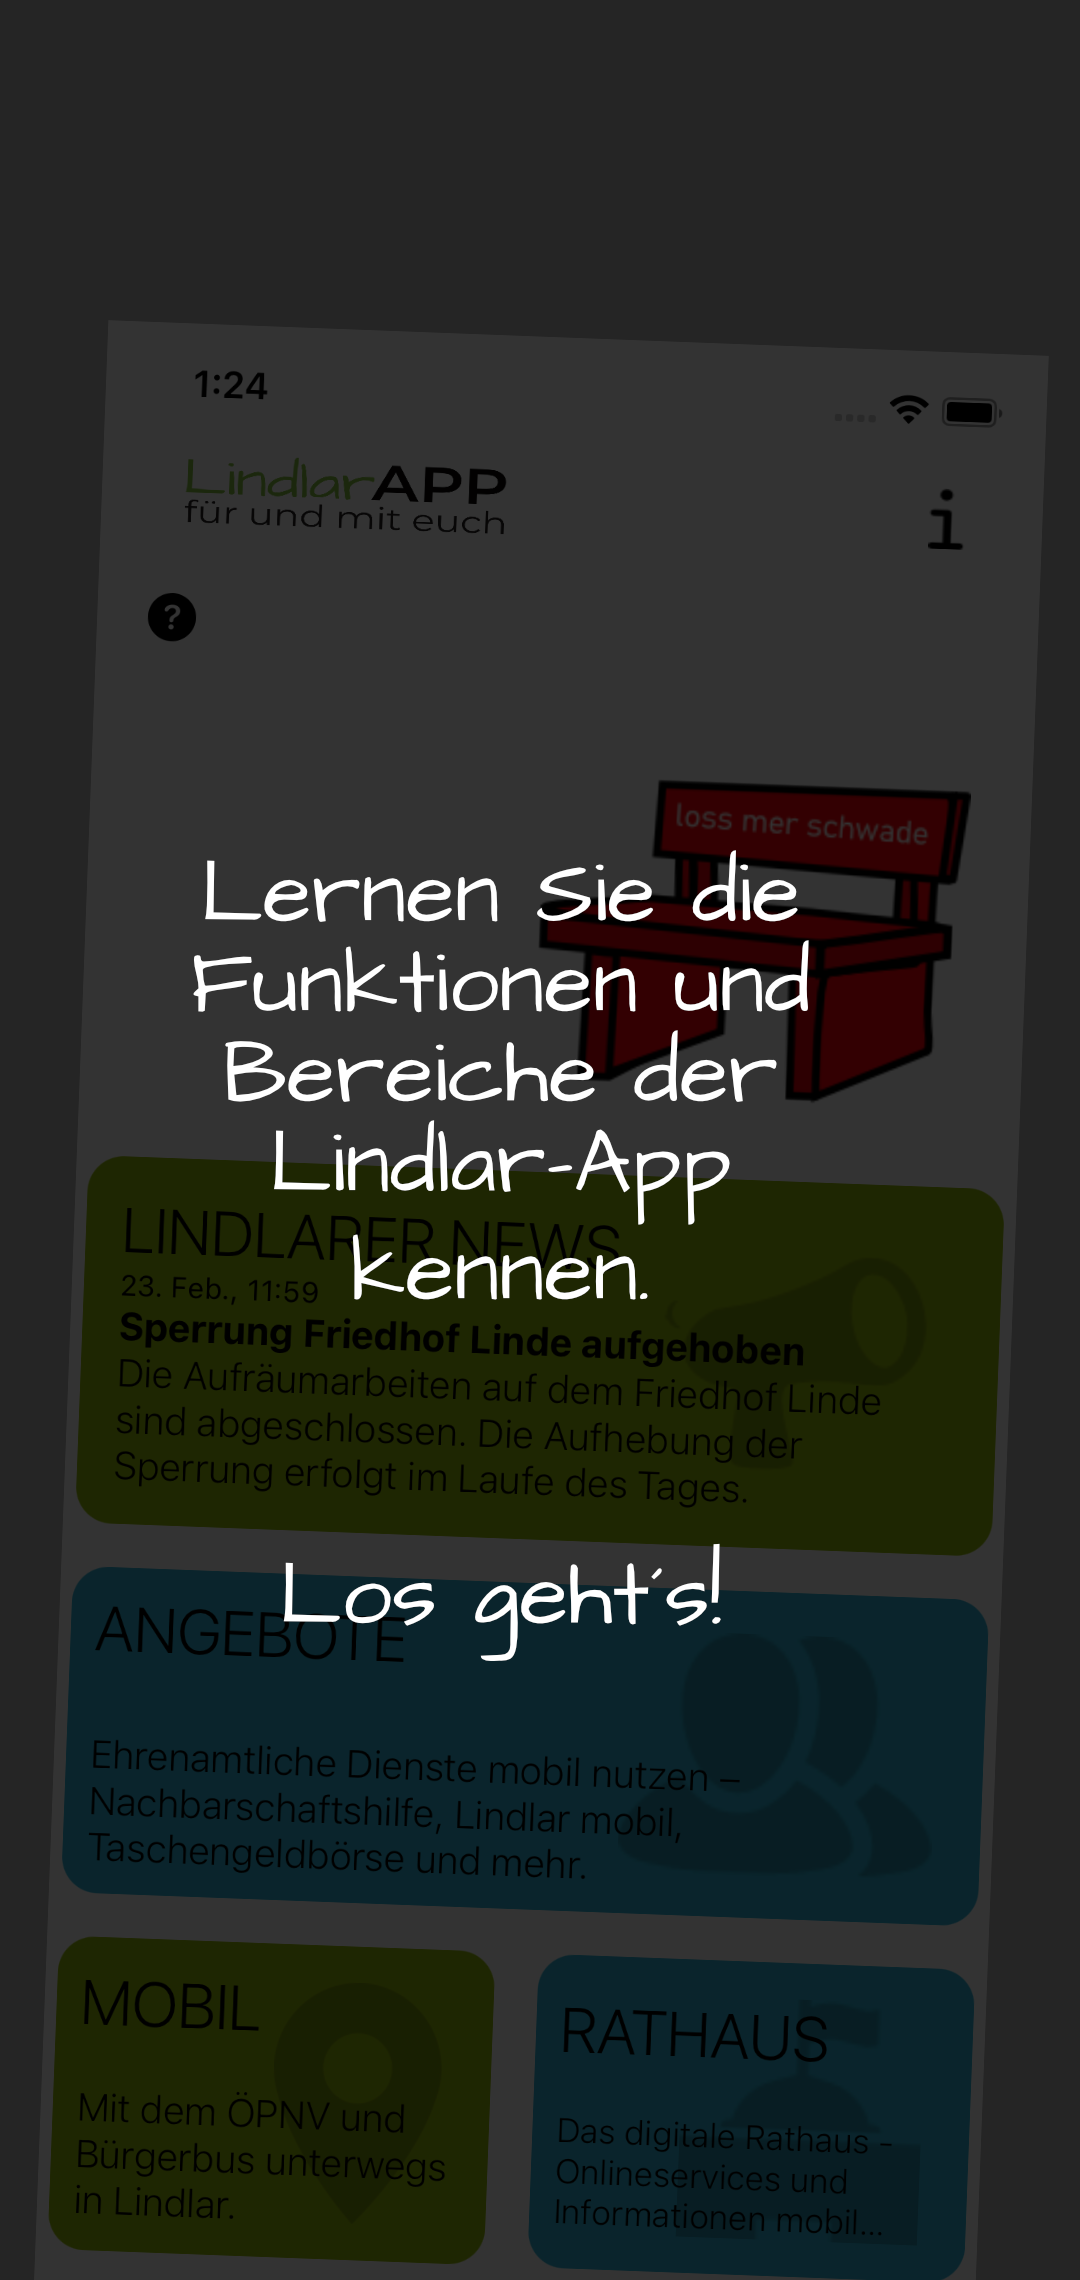 1:24
LindlarAPP
für und mit euch
i
?
loss mer schwade
Lernen Sie die
Funktionen und
Bereiche der
Lindlar-App
kennen.
LINDLARER NEWS
23. Feb., 11:59
Sperrung Friedhof Linde aufgehoben
Die Aufräumarbeiten auf dem Friedhof Linde
sind abgeschlossen. Die Aufhebung der
Sperrung erfolgt im Laufe des Tages.
Los geht's!
ANGEBOTE
Ehrenamtliche Dienste mobil nutzen –
Nachbarschaftshilfe, Lindlar mobil,
Taschengeldbörse und mehr.
MOBIL
Mit dem ÖPNV und
Bürgerbus unterwegs
in Lindlar.
RATHAUS
Das digitale Rathaus -
Onlineservices und
Informationen mobil...